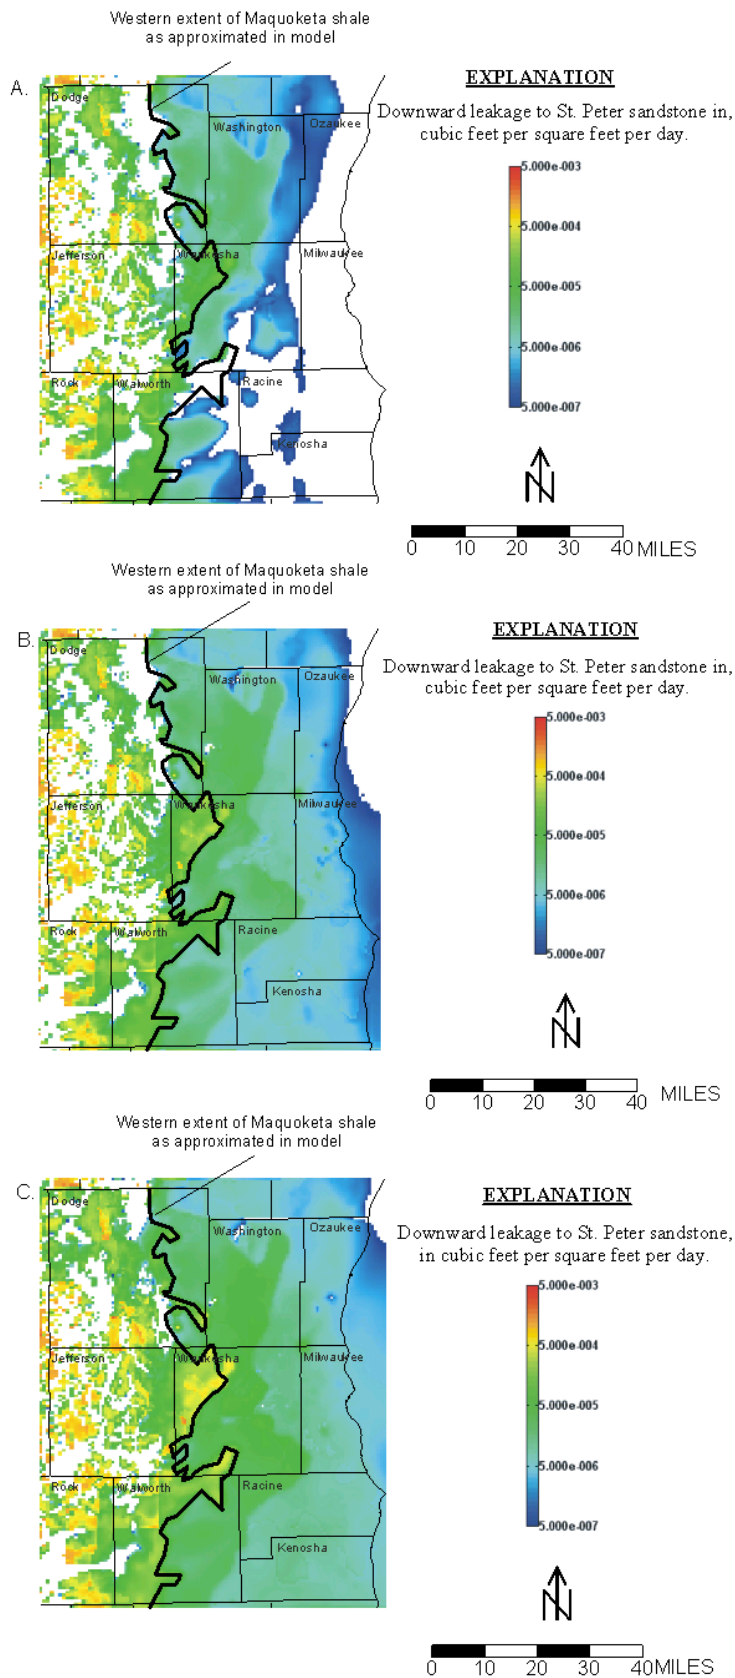 Western extent of Maquoketa shale
as approximated in model
A.
EXPLANATION
Downward leakage to St. Peter sandstone in,
cubic feet per square feet per day.
5.000e-003
5.000e-004
5.000e-005
5.000e-006
5.000e-007
Dodge
Washington
Ozaukee
Jefferson
Waukesha
Milwaukee
Rock
Walworth
Racine
Kenosha
N
0 10 20 30 40 MILES
Western extent of Maquoketa shale
as approximated in model
B.
EXPLANATION
Downward leakage to St. Peter sandstone in,
cubic feet per square feet per day.
5.000e-003
5.000e-004
5.000e-005
5.000e-006
5.000e-007
Dodge
Washington
Ozaukee
Jefferson
Waukesha
Milwaukee
Rock
Walworth
Racine
Kenosha
N
0 10 20 30 40 MILES
Western extent of Maquoketa shale
as approximated in model
C.
EXPLANATION
Downward leakage to St. Peter sandstone,
in cubic feet per square feet per day.
5.000e-003
5.000e-004
5.000e-005
5.000e-006
5.000e-007
Dodge
Washington
Ozaukee
Jefferson
Waukesha
Milwaukee
Rock
Walworth
Racine
Kenosha
N
0 10 20 30 40 MILES